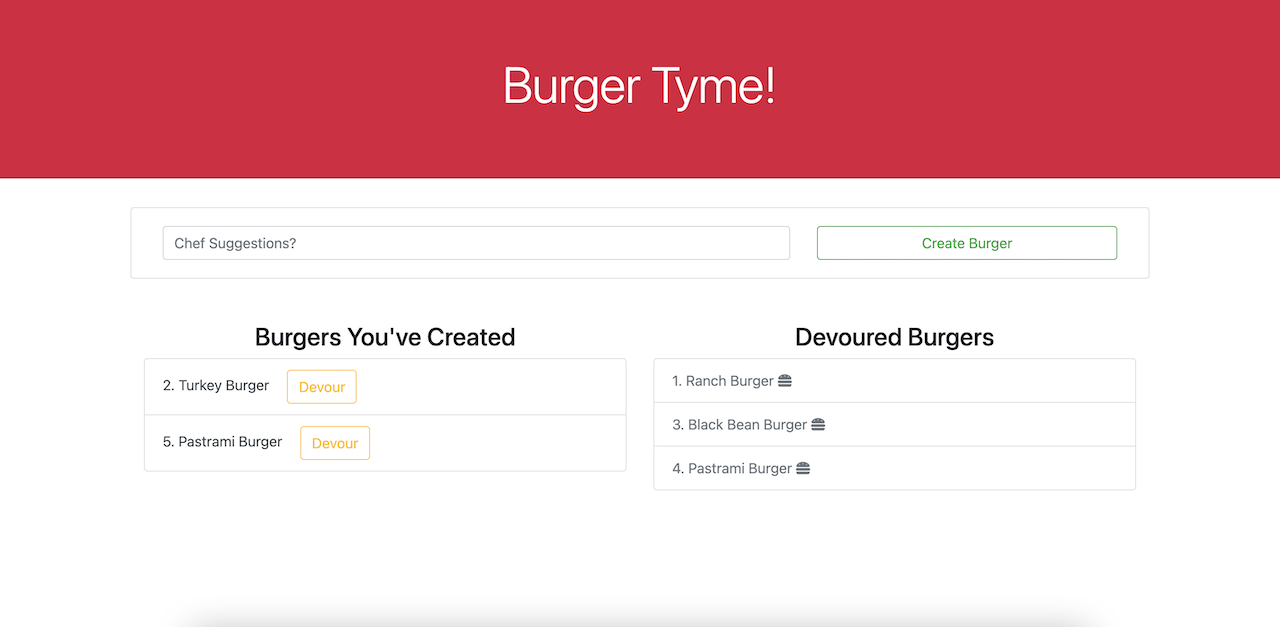 Burger Tyme!
Chef Suggestions?
Create Burger
Burgers You've Created
2. Turkey Burger Devour
5. Pastrami Burger Devour
Devoured Burgers
1. Ranch Burger
3. Black Bean Burger
4. Pastrami Burger